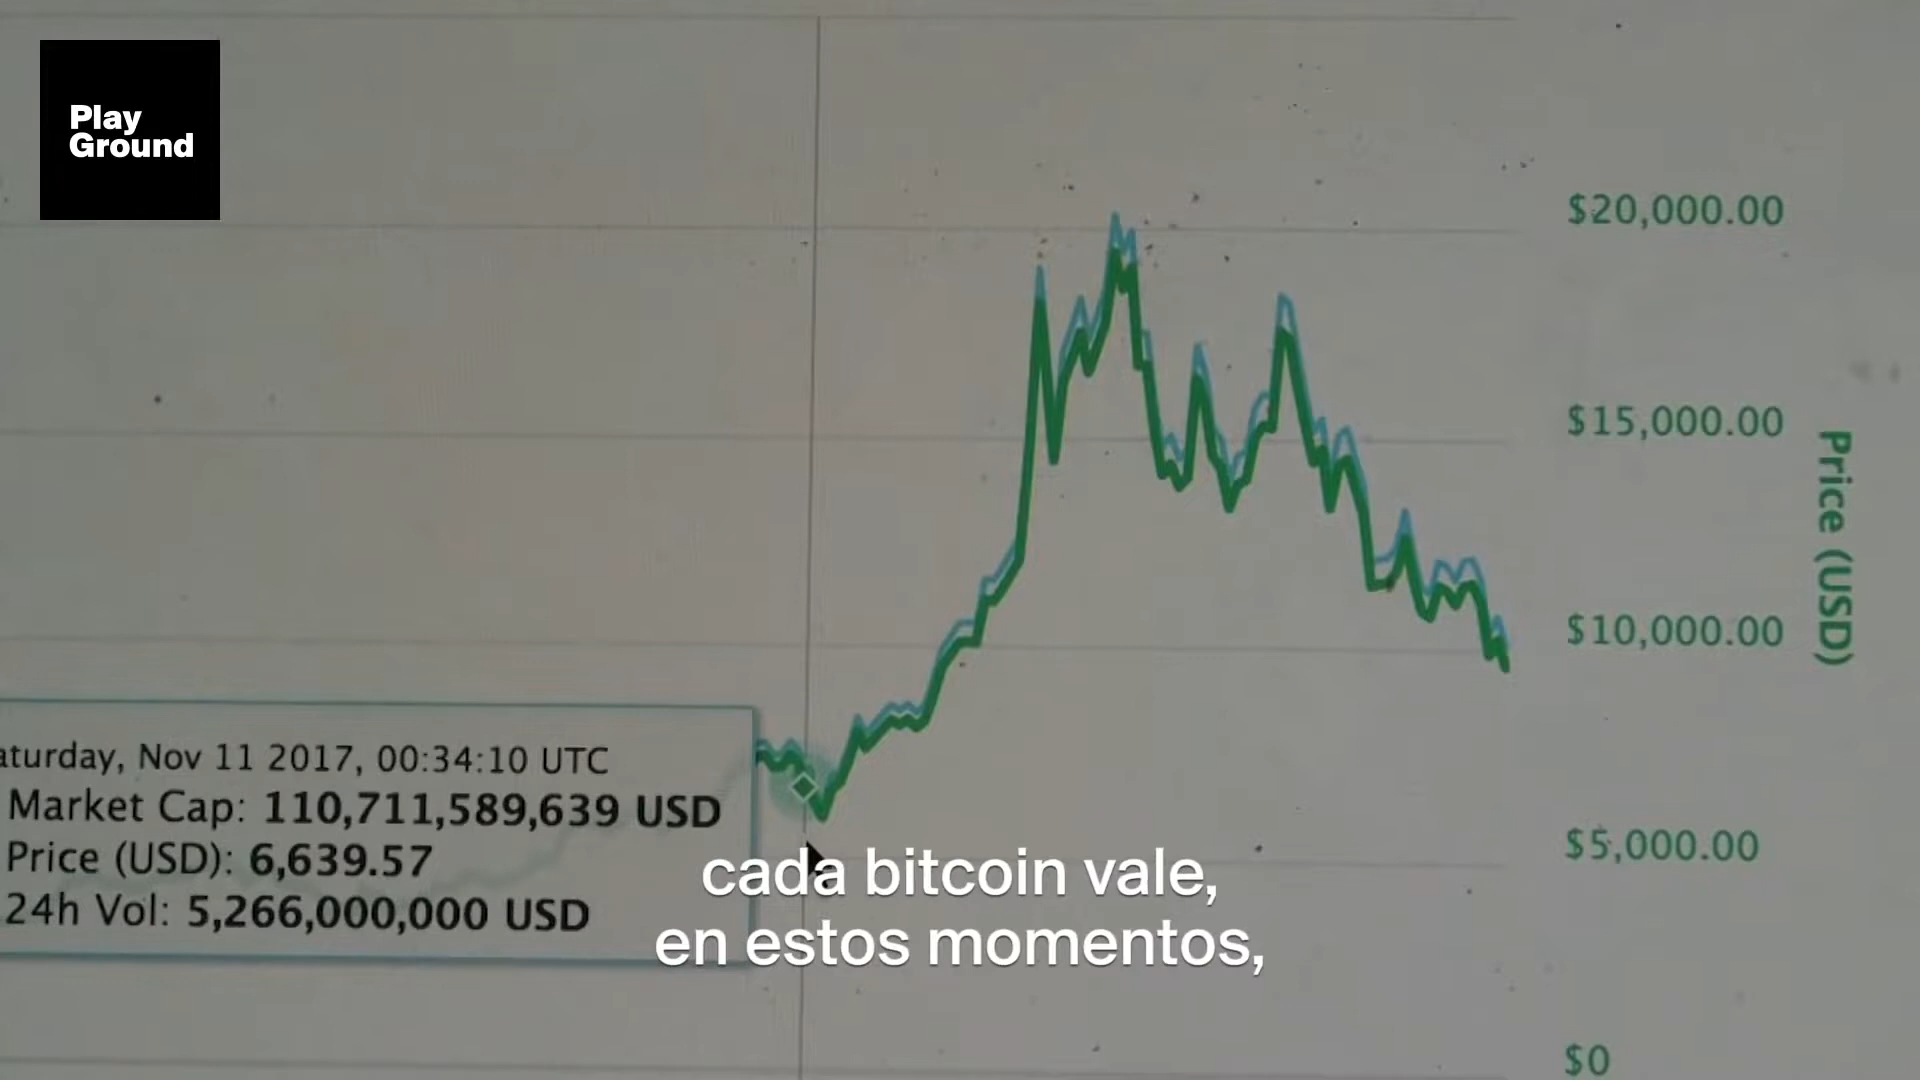 Play
Ground
$20,000.00
$15,000.00
$10,000.00
$5,000.00
$0
Price (USD)
aturday, Nov 11 2017, 00:34:10 UTC
Market Cap: 110,711,589,639 USD
Price (USD): 6,639.57
24h Vol: 5,266,000,000 USD
cada bitcoin vale,
en estos momentos,